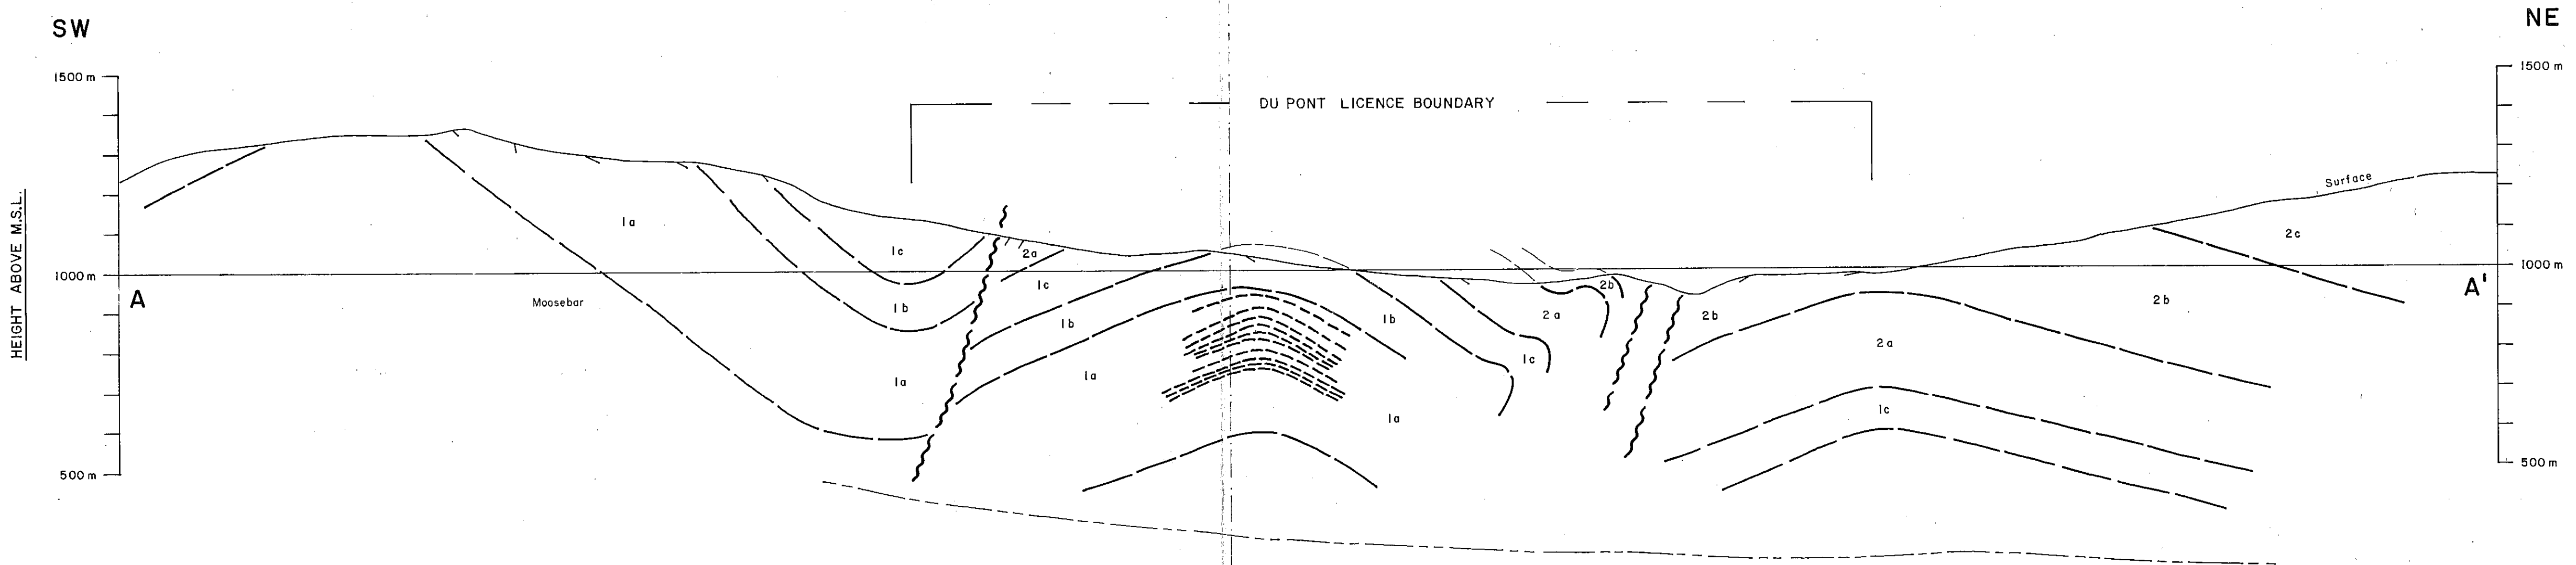 SW
NE
1500 m
1500 m
DU PONT LICENCE BOUNDARY
Surface
HEIGHT ABOVE M.S.L.
1a
1c
2a
2c
1000 m
1000 m
A
A'
Moosebar
1b
1c
1b
1b
2a
2b
2b
2b
1a
1a
1c
2a
1c
1a
500 m
500 m